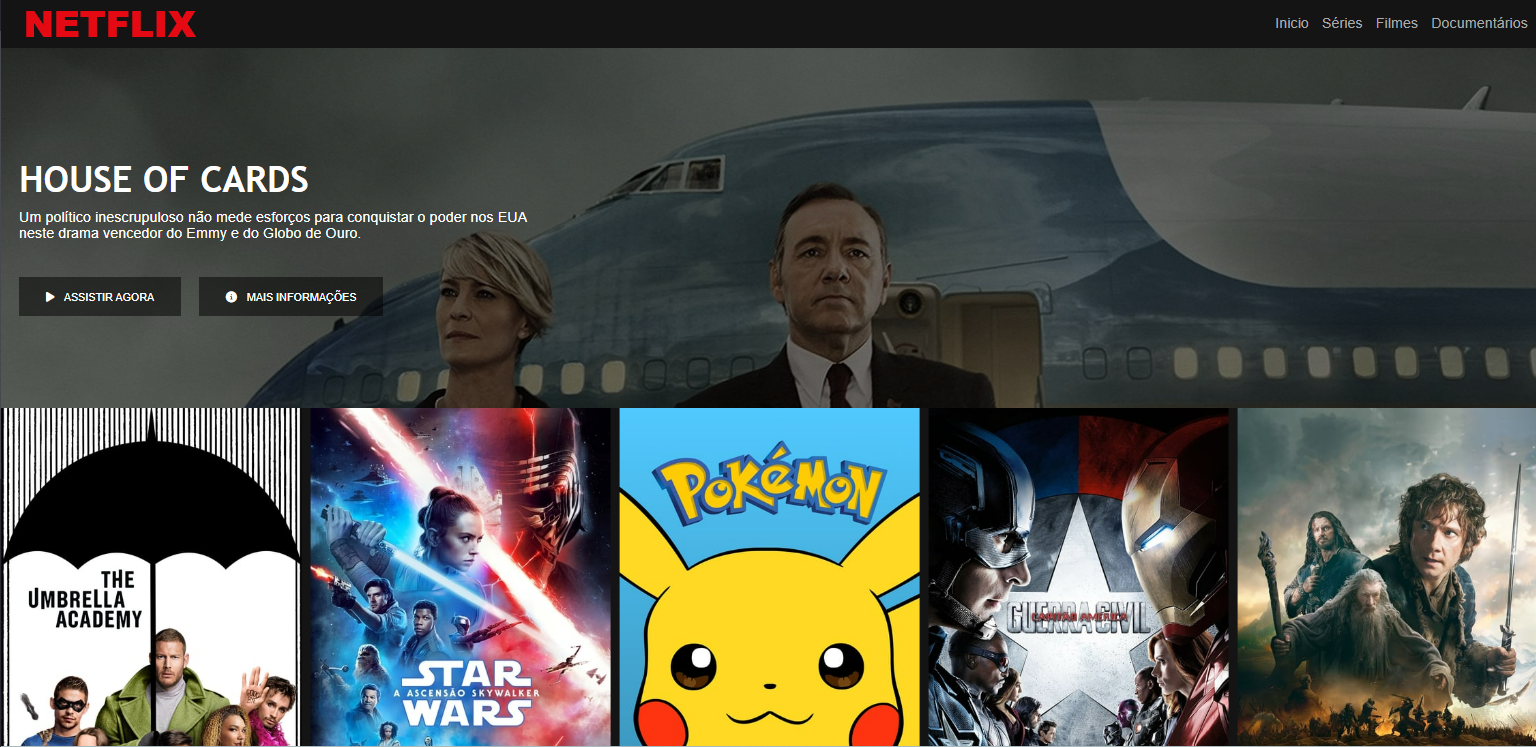 NETFLIX
Inicio Séries Filmes Documentários
HOUSE OF CARDS
Um político inescrupuloso não mede esforços para conquistar o poder nos EUA
neste drama vencedor do Emmy e do Globo de Ouro.
ASSISTIR AGORA MAIS INFORMAÇÕES
THE
UMBRELLA
ACADEMY
STAR
A ASCENSÃO SKYWALKER
WARS
POKéMON
GUERRA CIVIL
CAPITÃO AMÉRICA